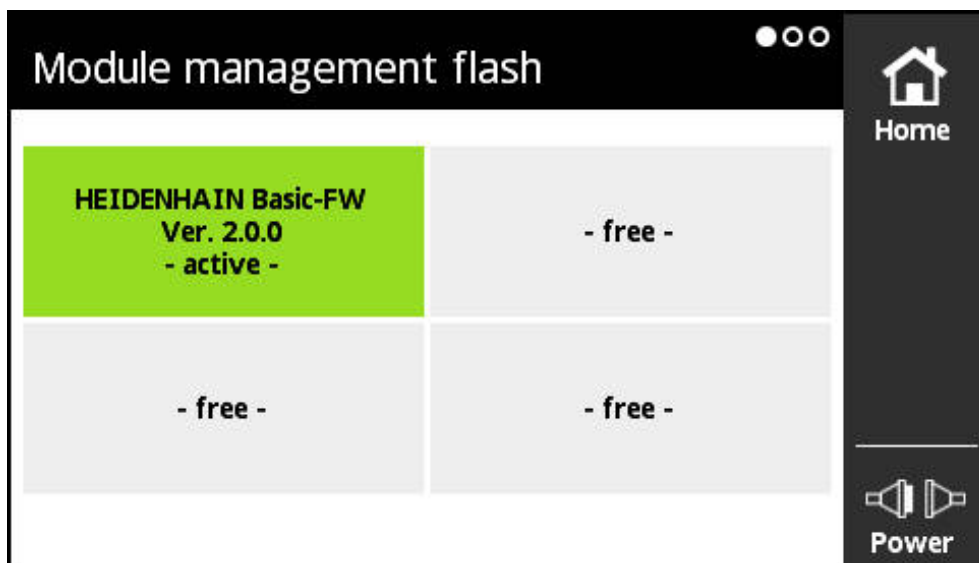 Module management flash
Home
HEIDENHAIN Basic-FW
Ver. 2.0.0
- active -
- free -
- free -
- free -
Power